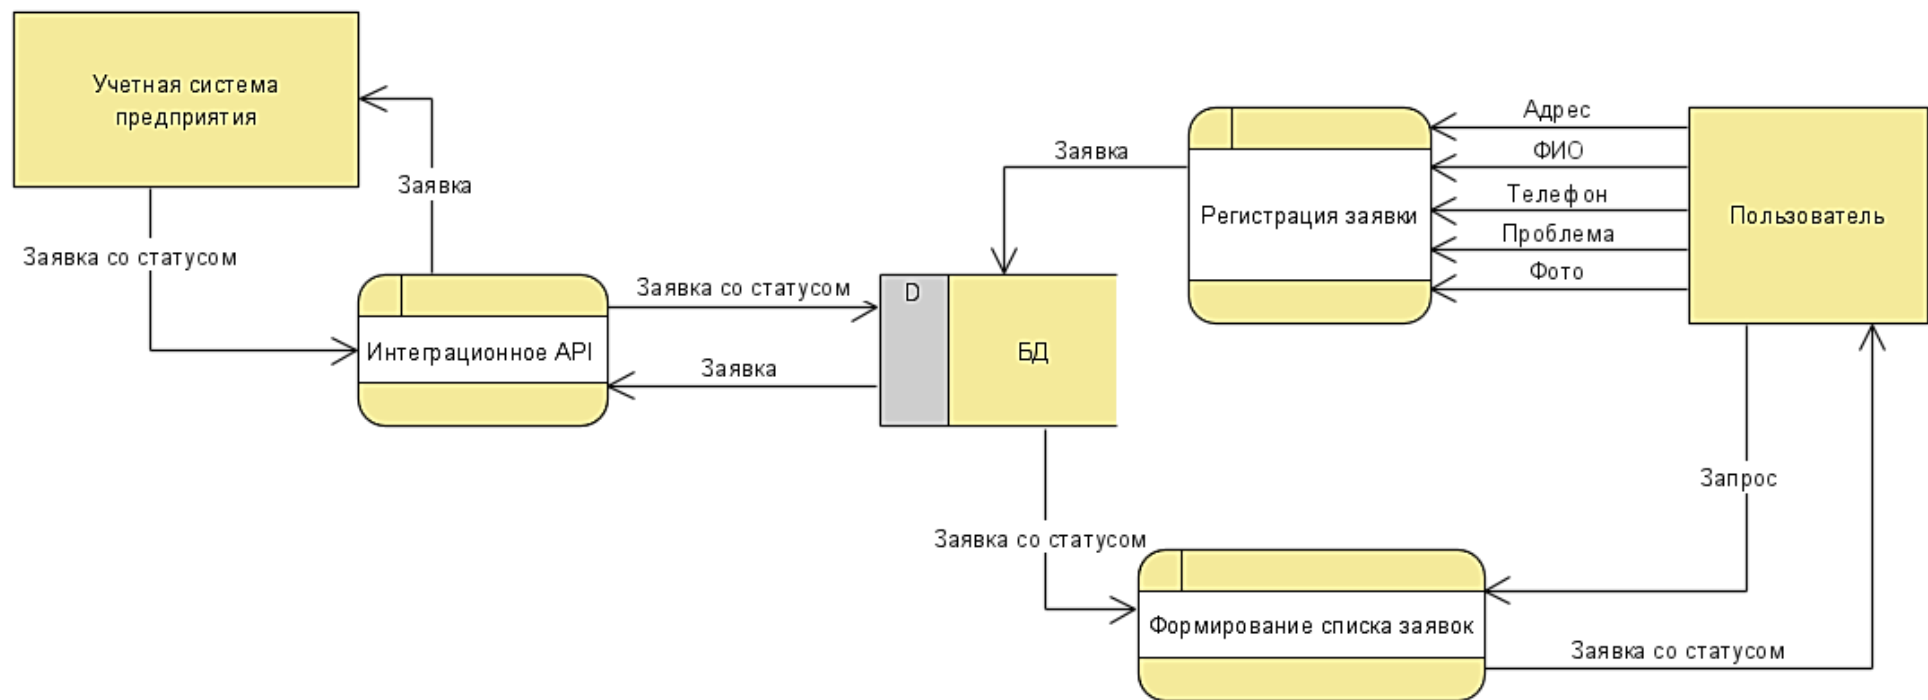 Учетная система
предприятия
Заявка
Заявка со статусом
Интеграционное API
Заявка со статусом
Заявка
D
БД
Заявка
Регистрация заявки
Адрес
ФИО
Телефон
Проблема
Фото
Пользователь
Запрос
Заявка со статусом
Формирование списка заявок
Заявка со статусом